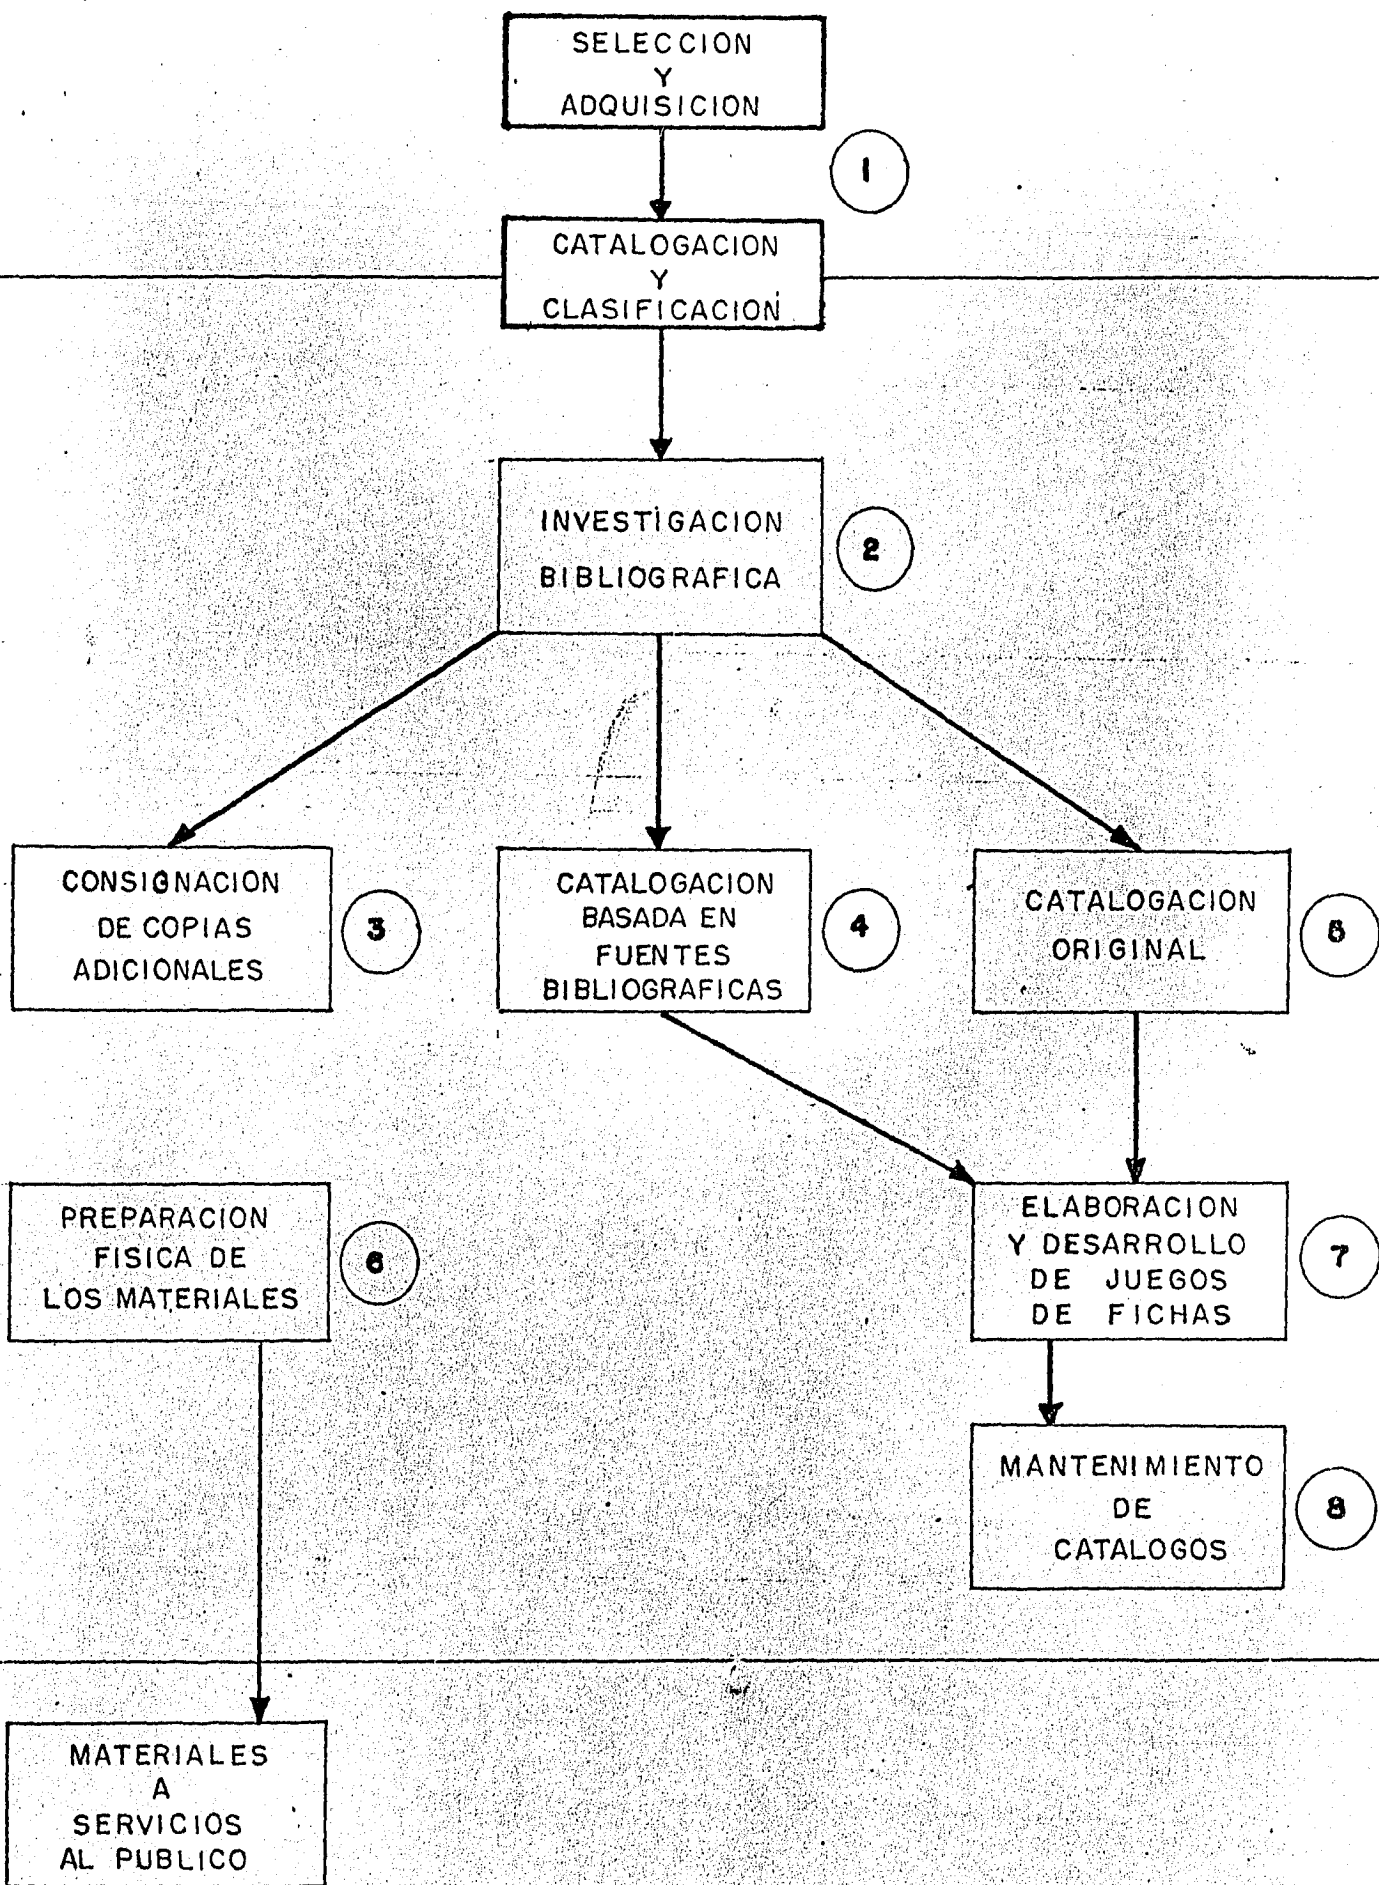 SELECCION
Y
ADQUISICION
1
CATALOGACION
Y
CLASIFICACION
INVESTIGACION
BIBLIOGRAFICA
2
CONSIGNACION
DE COPIAS
ADICIONALES
3
CATALOGACION
BASADA EN
FUENTES
BIBLIOGRAFICAS
4
CATALOGACION
ORIGINAL
5
PREPARACION
FISICA DE
LOS MATERIALES
6
ELABORACION
Y DESARROLLO
DE JUEGOS
DE FICHAS
7
MANTENIMIENTO
DE
CATALOGOS
8
MATERIALES
A
SERVICIOS
AL PUBLICO